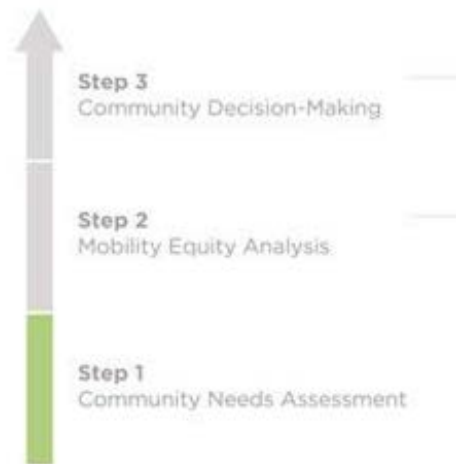 Step 3
Community Decision-Making
Step 2
Mobility Equity Analysis
Step 1
Community Needs Assessment